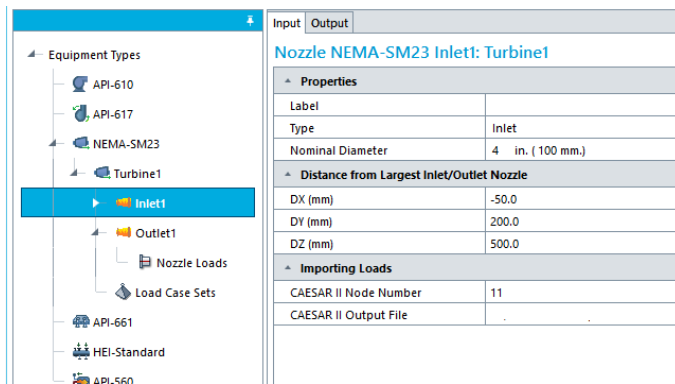 Equipment Types
API-610
API-617
NEMA-SM23
Turbine1
Inlet1
Outlet1
Nozzle Loads
Load Case Sets
API-661
HEI-Standard
API-560
Input Output
Nozzle NEMA-SM23 Inlet1: Turbine1
Properties
Label
Type Inlet
Nominal Diameter 4 in. ( 100 mm.)
Distance from Largest Inlet/Outlet Nozzle
DX (mm) -50.0
DY (mm) 200.0
DZ (mm) 500.0
Importing Loads
CAESAR II Node Number 11
CAESAR II Output File